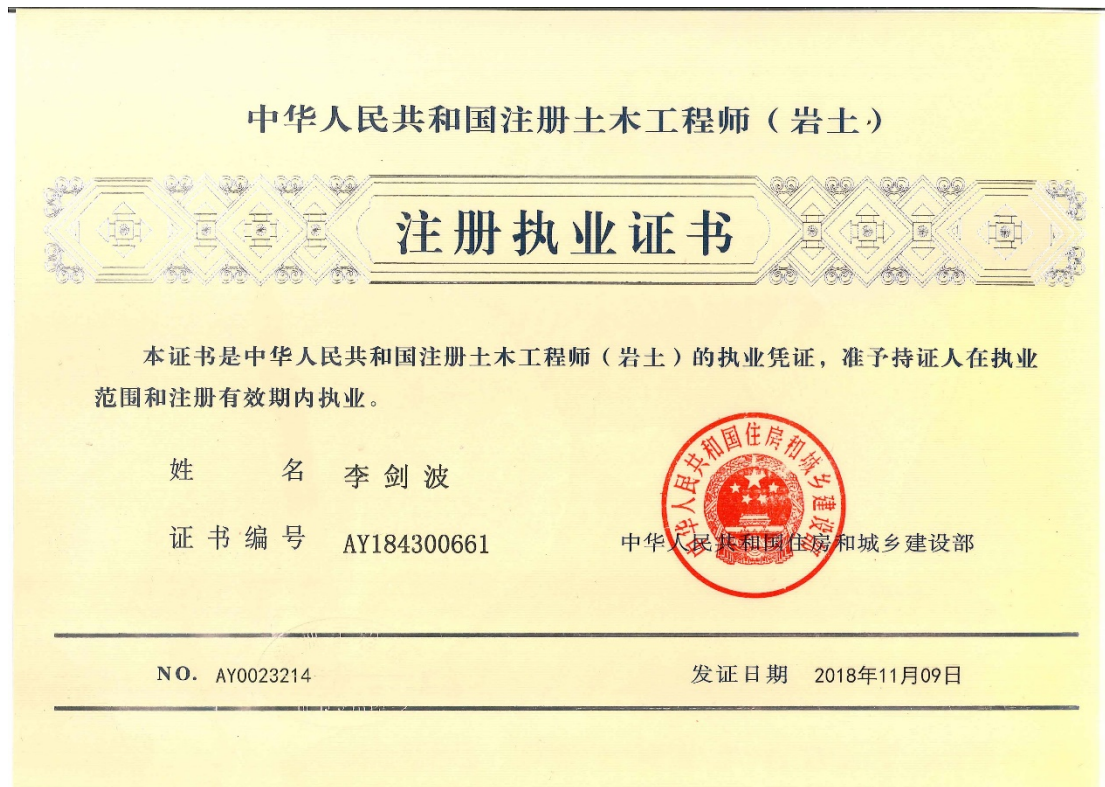 中华人民共和国注册土木工程师（岩土）
注册执业证书
本证书是中华人民共和国注册土木工程师（岩土）的执业凭证，准予持证人在执业
范围和注册有效期内执业。
姓名 李剑波
证书编号 AY184300661
中华人民共和国住房和城乡建设部
中华人民共和国住房和城乡建设部
NO. AY0023214
发证日期 2018年11月09日